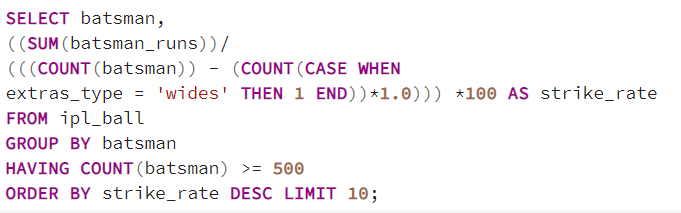 SELECT batsman,
((SUM(batsman_runs))/
(((COUNT(batsman)) - (COUNT(CASE WHEN
extras_type = 'wides' THEN 1 END))*1.0))) *100 AS strike_rate
FROM ipl_ball
GROUP BY batsman
HAVING COUNT(batsman) >= 500
ORDER BY strike_rate DESC LIMIT 10;